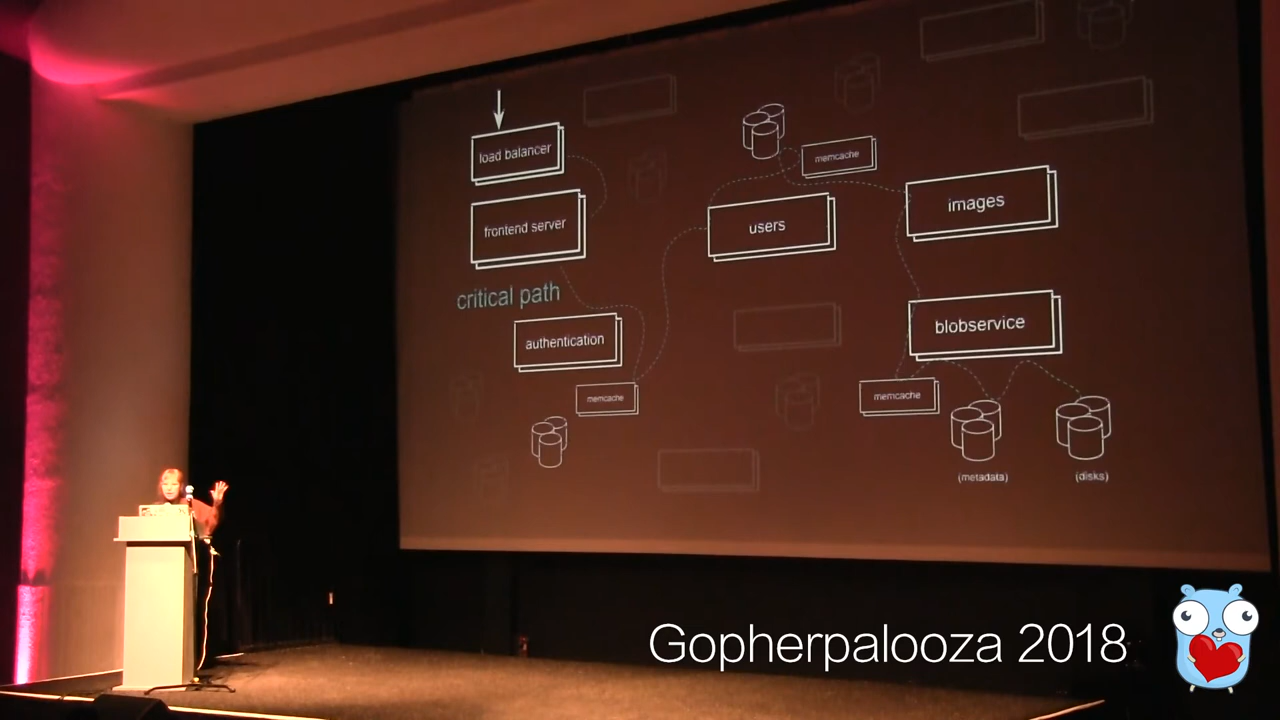 load balancer
frontend server
critical path
authentication
memcache
users
memcache
images
blobservice
memcache
(metadata)
(disks)
Gopherpalooza 2018